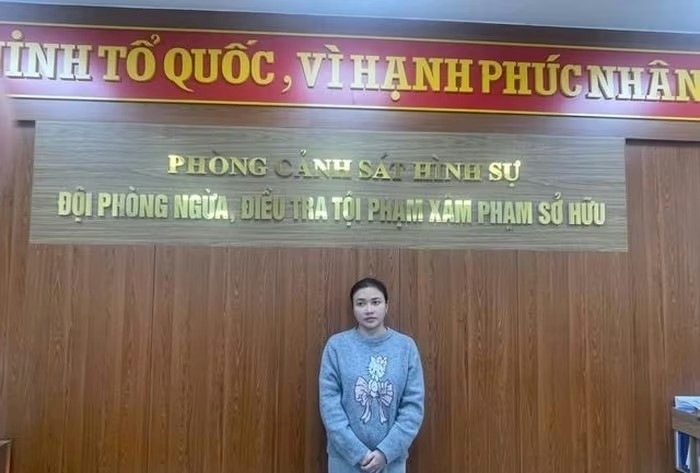 NINH TỔ QUỐC, VÌ HẠNH PHÚC NHÂN
PHÒNG CẢNH SÁT HÌNH SỰ
ĐỘI PHÒNG NGỪA, ĐIỀU TRA TỘI PHẠM XÂM PHẠM SỞ HỮU